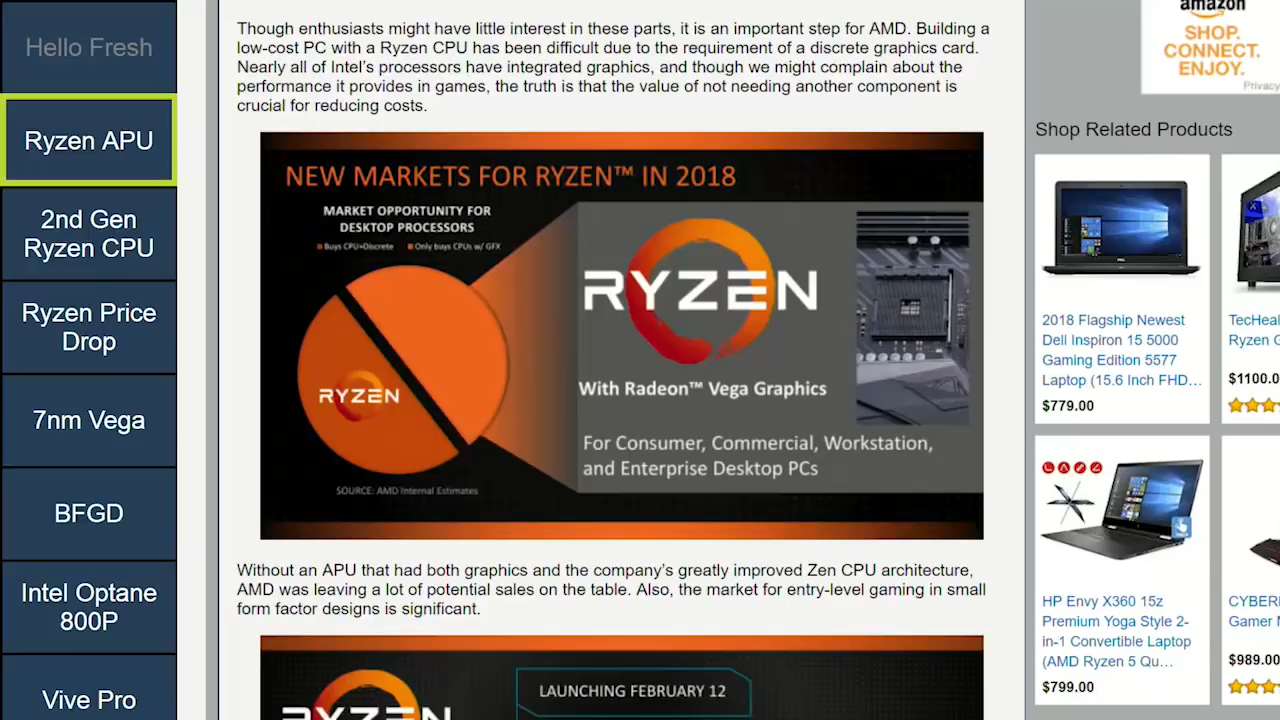 Hello Fresh
Ryzen APU
2nd Gen
Ryzen CPU
Ryzen Price
Drop
7nm Vega
BFGD
Intel Optane
800P
Vive Pro
Though enthusiasts might have little interest in these parts, it is an important step for AMD. Building a
low-cost PC with a Ryzen CPU has been difficult due to the requirement of a discrete graphics card.
Nearly all of Intel's processors have integrated graphics, and though we might complain about the
performance it provides in games, the truth is that the value of not needing another component is
crucial for reducing costs.
NEW MARKETS FOR RYZEN™ IN 2018
MARKET OPPORTUNITY FOR
DESKTOP PROCESSORS
Buys CPU+Discrete Only buys CPUs w/ GFX
RYZEN
SOURCE: AMD Internal Estimates
RYZEN
With Radeon™ Vega Graphics
For Consumer, Commercial, Workstation,
and Enterprise Desktop PCs
Without an APU that had both graphics and the company's greatly improved Zen CPU architecture,
AMD was leaving a lot of potential sales on the table. Also, the market for entry-level gaming in small
form factor designs is significant.
RYZEN
LAUNCHING FEBRUARY 12
amazon
SHOP.
CONNECT.
ENJOY.
Privacy
Shop Related Products
2018 Flagship Newest
Dell Inspiron 15 5000
Gaming Edition 5577
Laptop (15.6 Inch FHD…
$779.00
TecHeal
Ryzen G
$1100.0
HP Envy X360 15z
Premium Yoga Style 2-
in-1 Convertible Laptop
(AMD Ryzen 5 Qu…
$799.00
CYBERP
Gamer M
$989.00